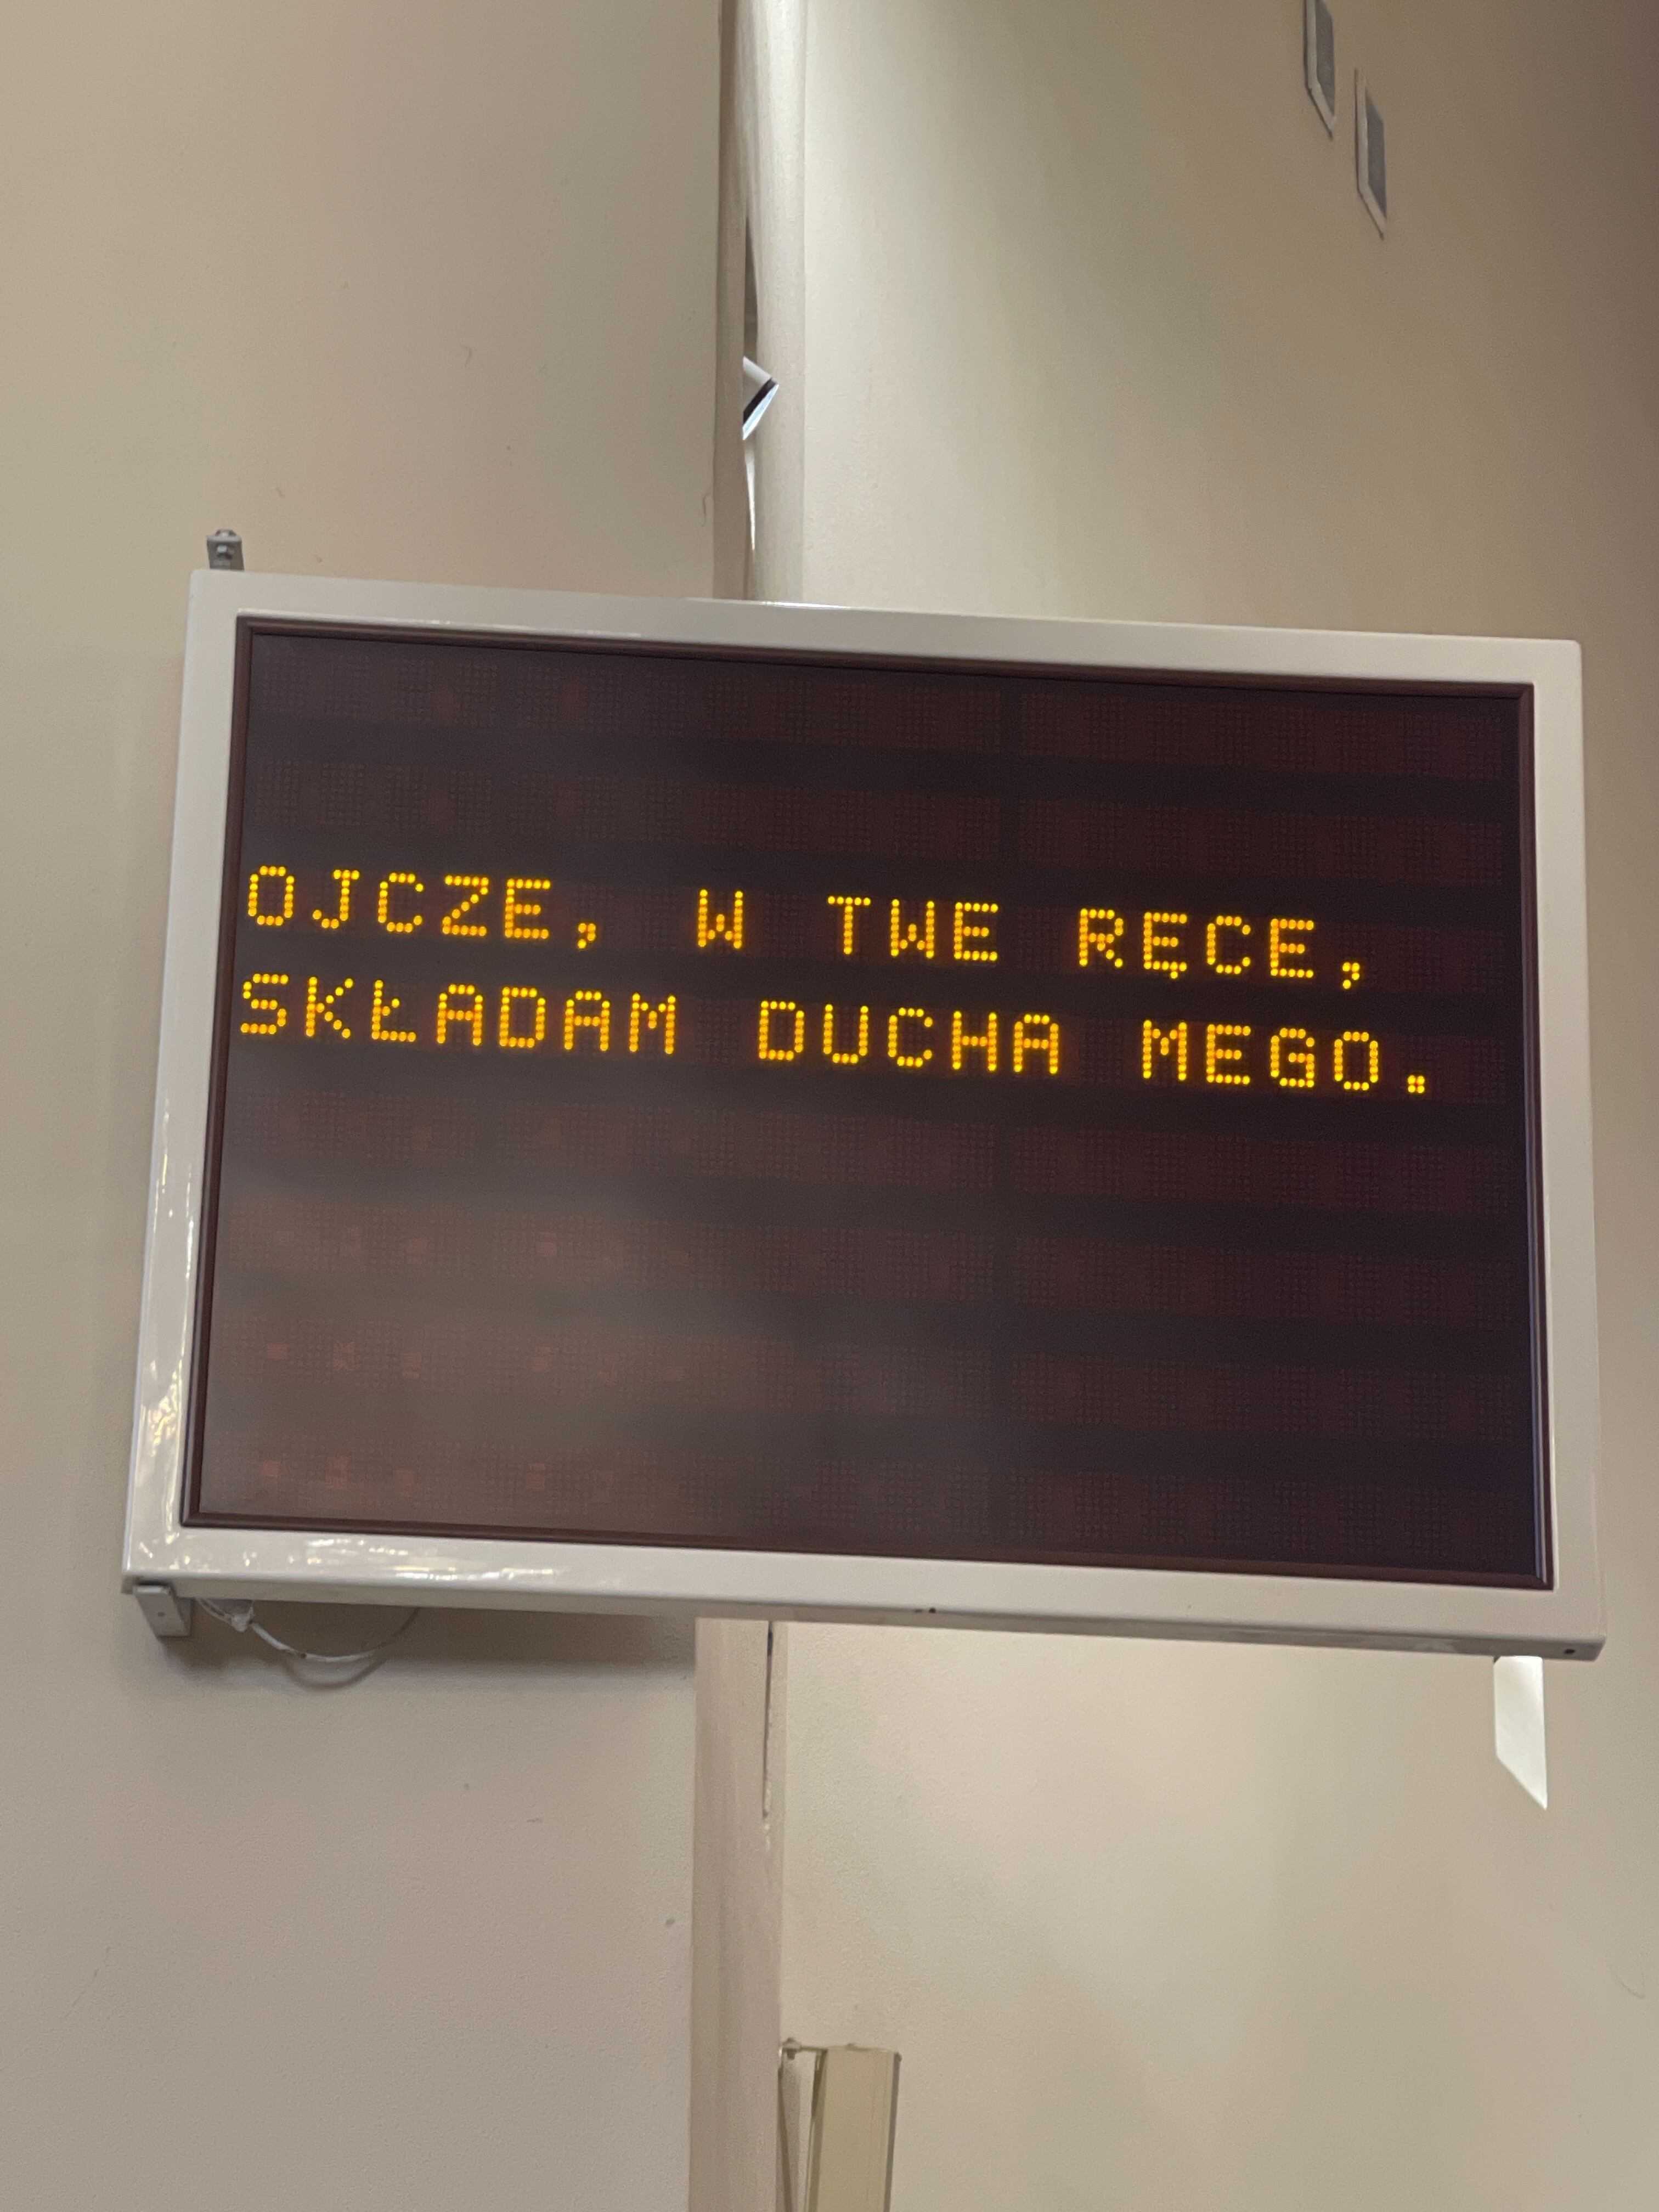 OJCZE, W TWE RĘCE,
SKŁADAM DUCHA MEGO.